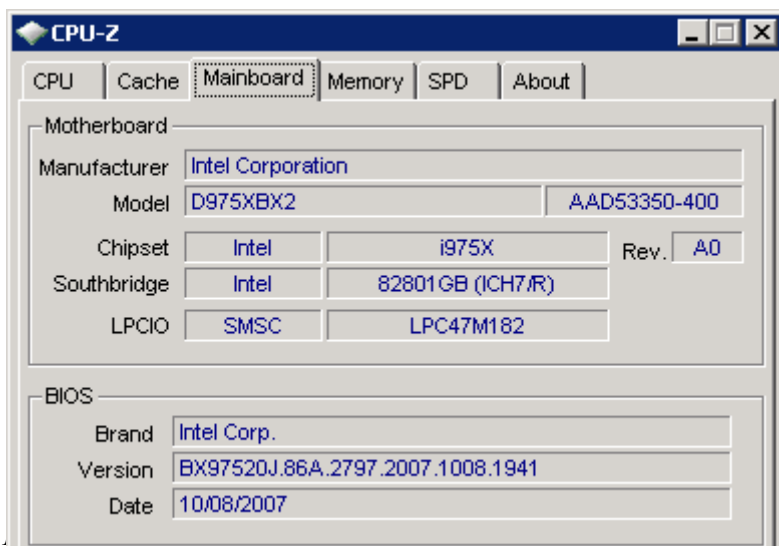 CPU-Z
CPU Cache Mainboard Memory SPD About
Motherboard
Manufacturer Intel Corporation
Model D975XBX2 AAD53350-400
Chipset Intel i975X Rev. A0
Southbridge Intel 82801GB (ICH7/R)
LPCIO SMSC LPC47M182
BIOS
Brand Intel Corp.
Version BX97520J.86A.2797.2007.1008.1941
Date 10/08/2007